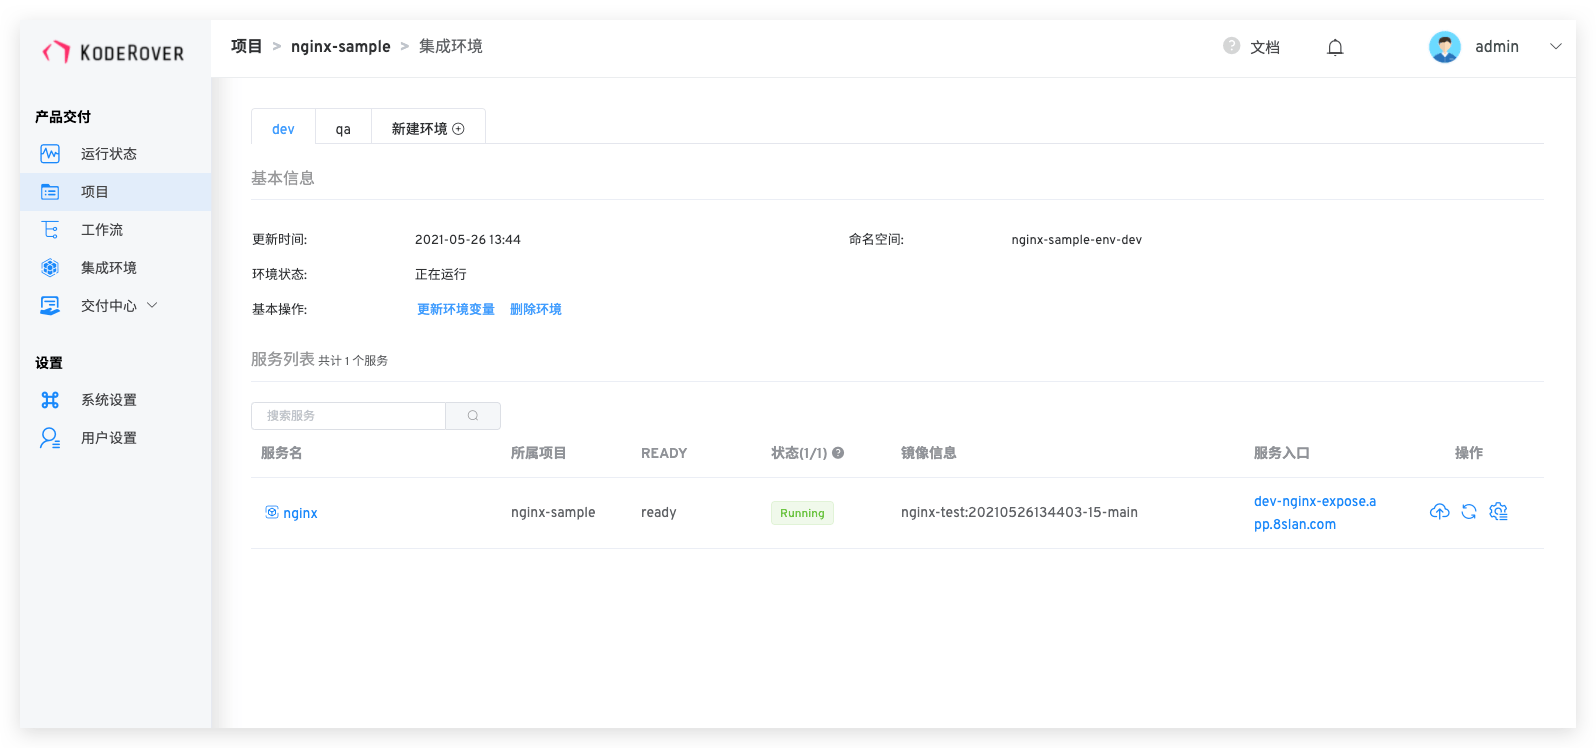 KODEROVER
项目 > nginx-sample > 集成环境
? 文档
admin
产品交付
运行状态
项目
工作流
集成环境
交付中心
设置
系统设置
用户设置
dev
qa
新建环境
基本信息
更新时间: 2021-05-26 13:44
命名空间: nginx-sample-env-dev
环境状态: 正在运行
基本操作: 更新环境变量 删除环境
服务列表 共计 1 个服务
搜索服务
服务名 所属项目 READY 状态(1/1) ? 镜像信息 服务入口 操作
nginx nginx-sample ready Running nginx-test:20210526134403-15-main
dev-nginx-expose.a
pp.8slan.com